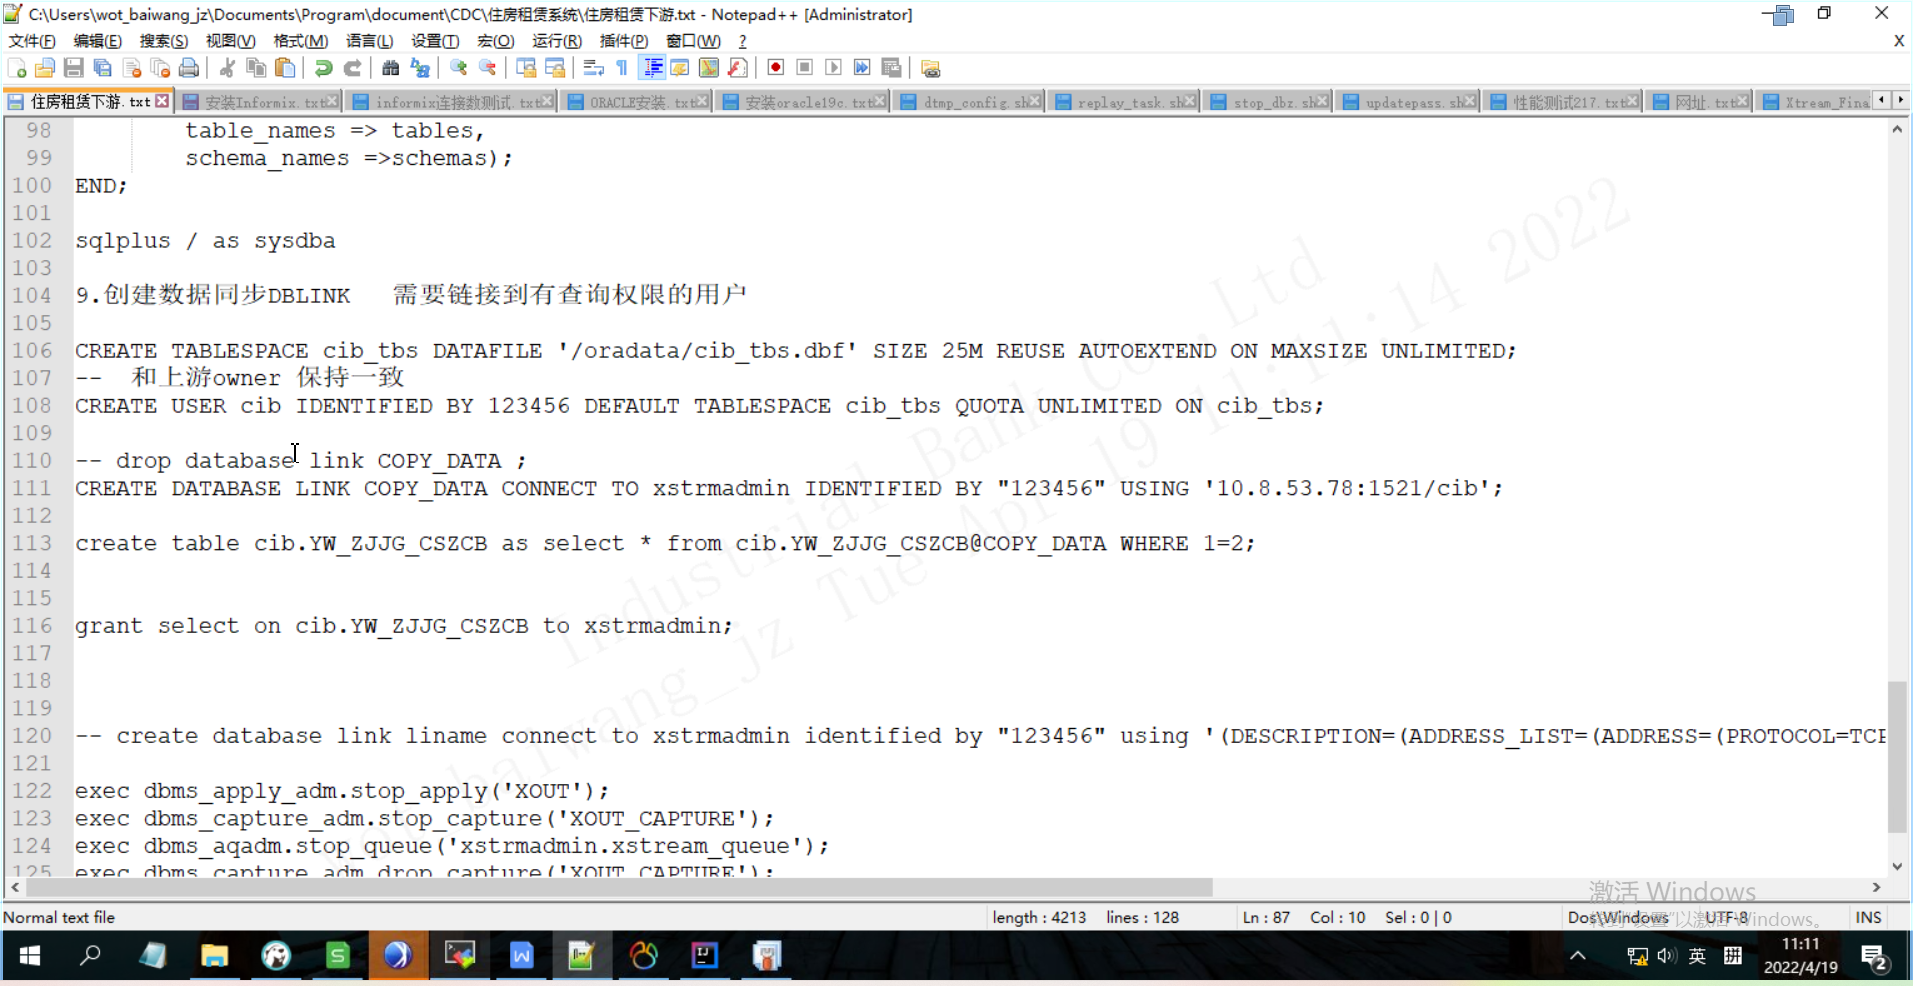 C:\Users\wot_baiwang_jz\Documents\Program\document\CDC\住房租赁系统\住房租赁下游.txt - Notepad++ [Administrator]
文件(F) 编辑(E) 搜索(S) 视图(V) 格式(M) 语言(L) 设置(T) 宏(O) 运行(R) 插件(P) 窗口(W) ? X
住房租赁下游.txt 安装Informix.txt informix连接数测试.txt ORACLE安装.txt 安装oracle19c.txt dtmp_config.sh replay_task.sh stop_dbz.sh updatepass.sh 性能测试217.txt 网址.txt Xtream_Fina
98 table_names => tables,
99 schema_names =>schemas);
100 END;
101
102 sqlplus / as sysdba
103
104 9.创建数据同步DBLINK 需要链接到有查询权限的用户
105
106 CREATE TABLESPACE cib_tbs DATAFILE '/oradata/cib_tbs.dbf' SIZE 25M REUSE AUTOEXTEND ON MAXSIZE UNLIMITED;
107 -- 和上游owner 保持一致
108 CREATE USER cib IDENTIFIED BY 123456 DEFAULT TABLESPACE cib_tbs QUOTA UNLIMITED ON cib_tbs;
109
110 -- drop database link COPY_DATA ;
111 CREATE DATABASE LINK COPY_DATA CONNECT TO xstrmadmin IDENTIFIED BY "123456" USING '10.8.53.78:1521/cib';
112
113 create table cib.YW_ZJJG_CSZCB as select * from cib.YW_ZJJG_CSZCB@COPY_DATA WHERE 1=2;
114
115
116 grant select on cib.YW_ZJJG_CSZCB to xstrmadmin;
117
118
119
120 -- create database link liname connect to xstrmadmin identified by "123456" using '(DESCRIPTION=(ADDRESS_LIST=(ADDRESS=(PROTOCOL=TCP
121
122 exec dbms_apply_adm.stop_apply('XOUT');
123 exec dbms_capture_adm.stop_capture('XOUT_CAPTURE');
124 exec dbms_aqadm.stop_queue('xstrmadmin.xstream_queue');
125 exec dbms_capture_adm.drop_capture('XOUT_CAPTURE');
Industrial Bank Co.,Ltd
wot_baiwang_jz Tue Apr 19 11:11:14 2022
激活 Windows
转到"设置"以激活 Windows。
Normal text file length : 4213 lines : 128 Ln : 87 Col : 10 Sel : 0 | 0 Dos\Windows UTF-8 INS
英 拼 11:11
2022/4/19
2